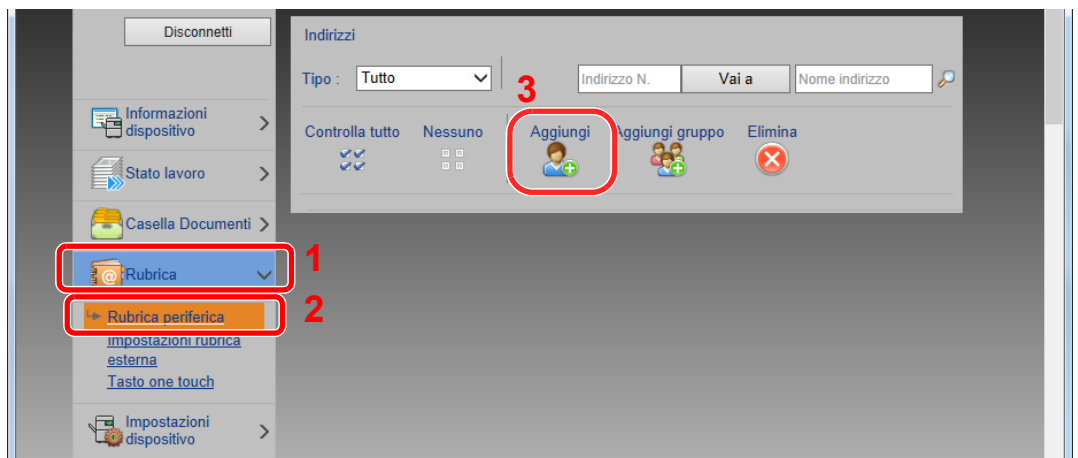 Disconnetti
Informazioni
dispositivo
Stato lavoro
Casella Documenti
1
Rubrica
2
Rubrica periferica
Impostazioni rubrica
esterna
Tasto one touch
Impostazioni
dispositivo
Indirizzi
Tipo : Tutto
3
Indirizzo N. Vai a Nome indirizzo
Controlla tutto Nessuno Aggiungi Aggiungi gruppo Elimina